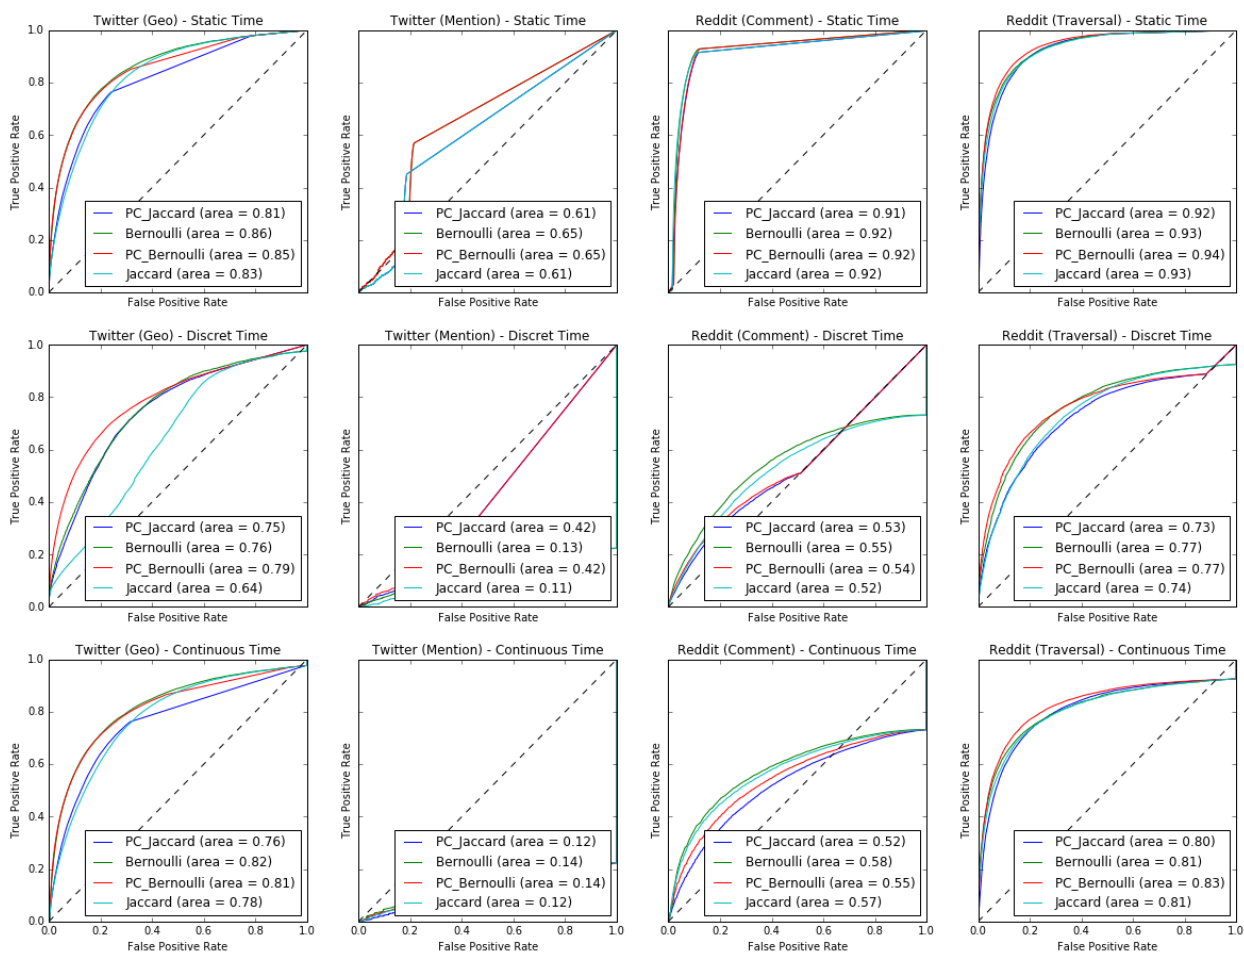 Twitter (Geo) - Static Time
True Positive Rate
1.0
0.8
0.6
0.4
0.2
0.0
PC_Jaccard (area = 0.81)
Bernoulli (area = 0.86)
PC_Bernoulli (area = 0.85)
Jaccard (area = 0.83)
False Positive Rate
Twitter (Mention) - Static Time
True Positive Rate
PC_Jaccard (area = 0.61)
Bernoulli (area = 0.65)
PC_Bernoulli (area = 0.65)
Jaccard (area = 0.61)
False Positive Rate
Reddit (Comment) - Static Time
True Positive Rate
PC_Jaccard (area = 0.91)
Bernoulli (area = 0.92)
PC_Bernoulli (area = 0.92)
Jaccard (area = 0.92)
False Positive Rate
Reddit (Traversal) - Static Time
True Positive Rate
PC_Jaccard (area = 0.92)
Bernoulli (area = 0.93)
PC_Bernoulli (area = 0.94)
Jaccard (area = 0.93)
False Positive Rate
Twitter (Geo) - Discret Time
True Positive Rate
1.0
0.8
0.6
0.4
0.2
0.0
PC_Jaccard (area = 0.75)
Bernoulli (area = 0.76)
PC_Bernoulli (area = 0.79)
Jaccard (area = 0.64)
False Positive Rate
Twitter (Mention) - Discret Time
True Positive Rate
PC_Jaccard (area = 0.42)
Bernoulli (area = 0.13)
PC_Bernoulli (area = 0.42)
Jaccard (area = 0.11)
False Positive Rate
Reddit (Comment) - Discret Time
True Positive Rate
PC_Jaccard (area = 0.53)
Bernoulli (area = 0.55)
PC_Bernoulli (area = 0.54)
Jaccard (area = 0.52)
False Positive Rate
Reddit (Traversal) - Discret Time
True Positive Rate
PC_Jaccard (area = 0.73)
Bernoulli (area = 0.77)
PC_Bernoulli (area = 0.77)
Jaccard (area = 0.74)
False Positive Rate
Twitter (Geo) - Continuous Time
True Positive Rate
1.0
0.8
0.6
0.4
0.2
0.0
PC_Jaccard (area = 0.76)
Bernoulli (area = 0.82)
PC_Bernoulli (area = 0.81)
Jaccard (area = 0.78)
0.0 0.2 0.4 0.6 0.8 1.0
False Positive Rate
Twitter (Mention) - Continuous Time
True Positive Rate
PC_Jaccard (area = 0.12)
Bernoulli (area = 0.14)
PC_Bernoulli (area = 0.14)
Jaccard (area = 0.12)
0.0 0.2 0.4 0.6 0.8 1.0
False Positive Rate
Reddit (Comment) - Continuous Time
True Positive Rate
PC_Jaccard (area = 0.52)
Bernoulli (area = 0.58)
PC_Bernoulli (area = 0.55)
Jaccard (area = 0.57)
0.0 0.2 0.4 0.6 0.8 1.0
False Positive Rate
Reddit (Traversal) - Continuous Time
True Positive Rate
PC_Jaccard (area = 0.80)
Bernoulli (area = 0.81)
PC_Bernoulli (area = 0.83)
Jaccard (area = 0.81)
0.0 0.2 0.4 0.6 0.8 1.0
False Positive Rate